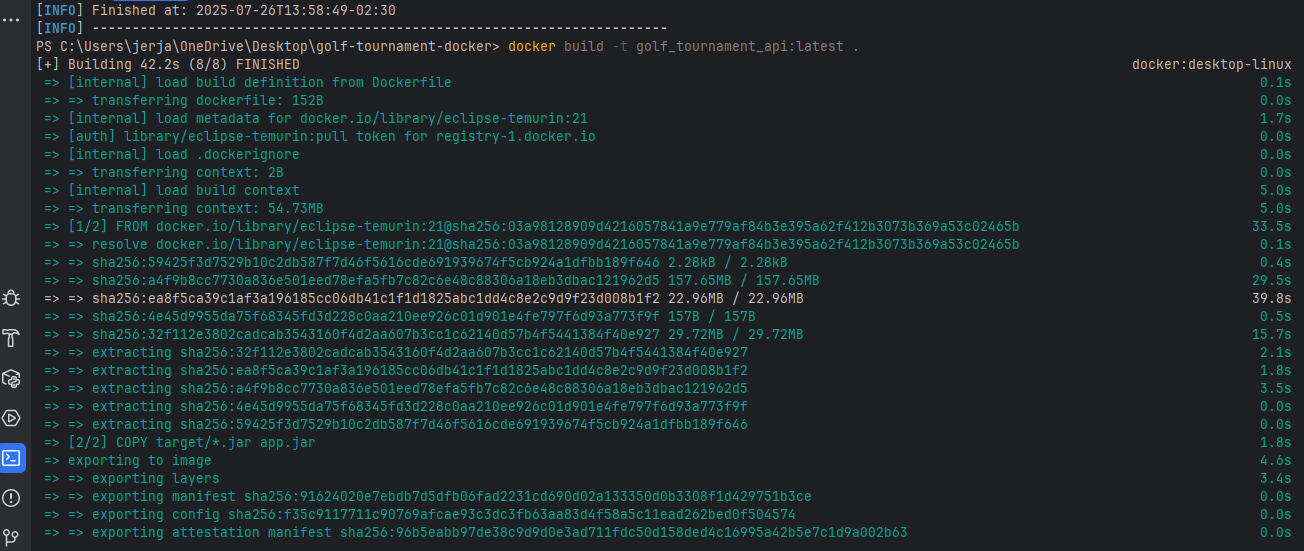 [INFO] Finished at: 2025-07-26T13:58:49-02:30
[INFO] ------------------------------------------------------------------------
PS C:\Users\jerja\OneDrive\Desktop\golf-tournament-docker> docker build -t golf_tournament_api:latest .
[+] Building 42.2s (8/8) FINISHED docker:desktop-linux
=> [internal] load build definition from Dockerfile 0.1s
=> => transferring dockerfile: 152B 0.0s
=> [internal] load metadata for docker.io/library/eclipse-temurin:21 1.7s
=> [auth] library/eclipse-temurin:pull token for registry-1.docker.io 0.0s
=> [internal] load .dockerignore 0.0s
=> => transferring context: 2B 0.0s
=> [internal] load build context 5.0s
=> => transferring context: 54.73MB 5.0s
=> [1/2] FROM docker.io/library/eclipse-temurin:21@sha256:03a98128909d4216057841a9e779af84b3e395a62f412b3073b369a53c02465b 33.5s
=> => resolve docker.io/library/eclipse-temurin:21@sha256:03a98128909d4216057841a9e779af84b3e395a62f412b3073b369a53c02465b 0.1s
=> => sha256:59425f3d7529b10c2db587f7d46f5616cde691939674f5cb924a1dfbb189f646 2.28kB / 2.28kB 0.4s
=> => sha256:a4f9b8cc7730a836e501eed78efa5fb7c82c6e48c88306a18eb3dbac121962d5 157.65MB / 157.65MB 29.5s
=> => sha256:ea8f5ca39c1af3a196185cc06db41c1f1d1825abc1dd4c8e2c9d9f23d008b1f2 22.96MB / 22.96MB 39.8s
=> => sha256:4e45d9955da75f68345fd3d228c0aa210ee926c01d901e4fe797f6d93a773f9f 157B / 157B 0.5s
=> => sha256:32f112e3802cadcab3543160f4d2aa607b3cc1c62140d57b4f5441384f40e927 29.72MB / 29.72MB 15.7s
=> => extracting sha256:32f112e3802cadcab3543160f4d2aa607b3cc1c62140d57b4f5441384f40e927 2.1s
=> => extracting sha256:ea8f5ca39c1af3a196185cc06db41c1f1d1825abc1dd4c8e2c9d9f23d008b1f2 1.8s
=> => extracting sha256:a4f9b8cc7730a836e501eed78efa5fb7c82c6e48c88306a18eb3dbac121962d5 3.5s
=> => extracting sha256:4e45d9955da75f68345fd3d228c0aa210ee926c01d901e4fe797f6d93a773f9f 0.0s
=> => extracting sha256:59425f3d7529b10c2db587f7d46f5616cde691939674f5cb924a1dfbb189f646 0.0s
=> [2/2] COPY target/*.jar app.jar 1.8s
=> exporting to image 4.6s
=> => exporting layers 3.4s
=> => exporting manifest sha256:91624020e7ebdb7d5dfb06fad2231cd690d02a133350d0b3308f1d429751b3ce 0.0s
=> => exporting config sha256:f35c9117711c90769afcae93c3dc3fb63aa83d4f58a5c11ead262bed0f504574 0.0s
=> => exporting attestation manifest sha256:96b5eabb97de38c9d9d0e3ad711fdc50d158ded4c16995a42b5e7c1d9a002b63 0.0s